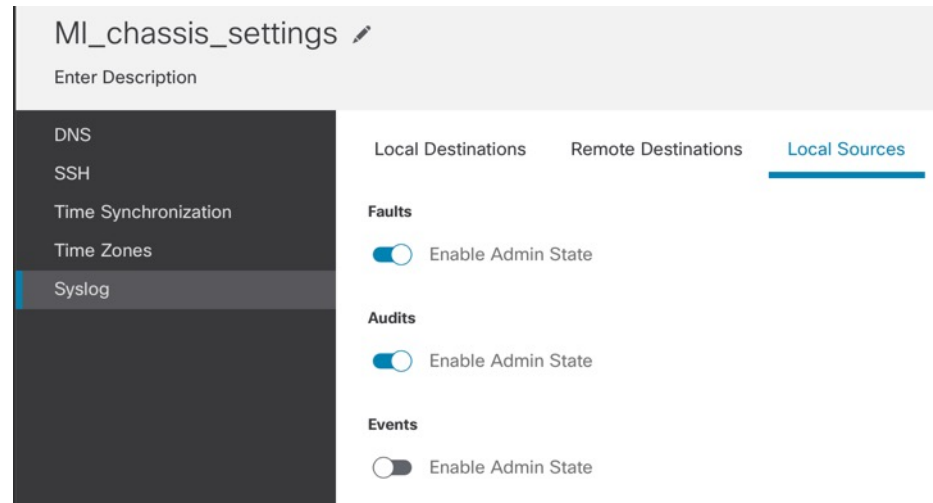 MI_chassis_settings
Enter Description
DNS
SSH
Time Synchronization
Time Zones
Syslog
Local Destinations Remote Destinations Local Sources
Faults
Enable Admin State
Audits
Enable Admin State
Events
Enable Admin State